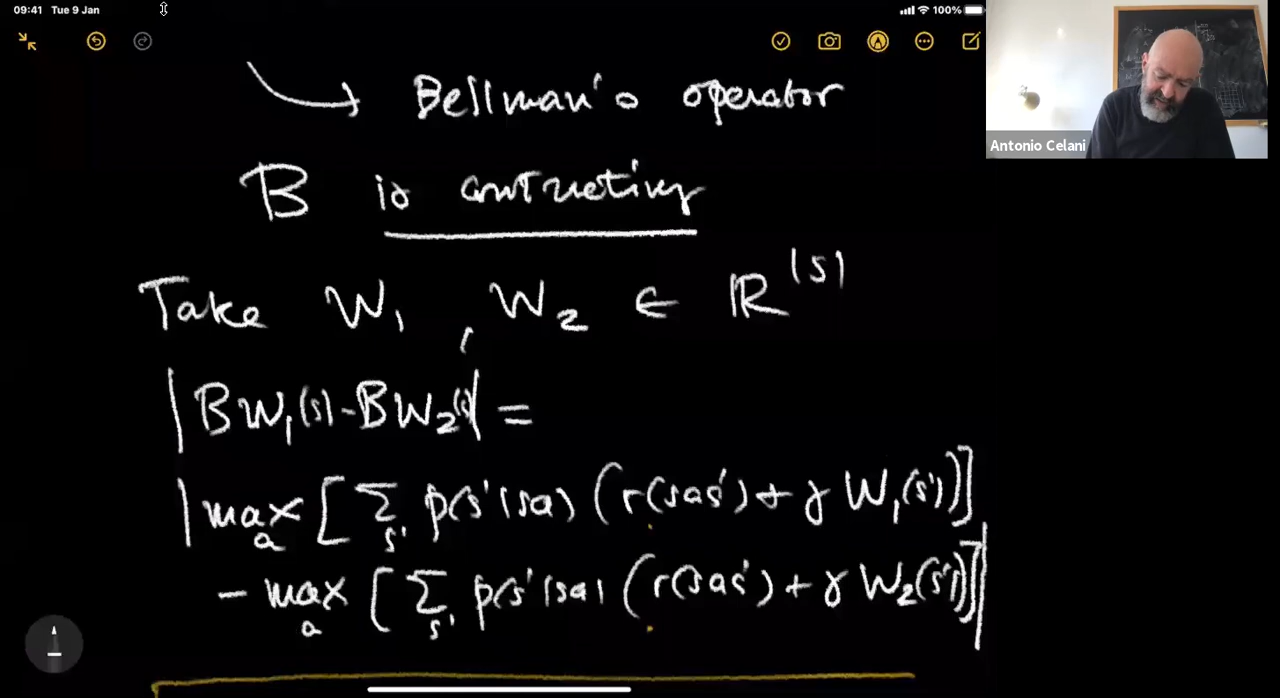 09:41 Tue 9 Jan 100%
Antonio Celani
Bellman's operator
B is contracting
Take W₁, W₂ ∈ ℝ^|S|
|BW₁(s) - BW₂(s)| =
|max_a [ Σ_s' p(s'|sa) (r(sas') + γ W₁(s'))]
- max_a [ Σ_s' p(s'|sa) (r(sas') + γ W₂(s'))]|